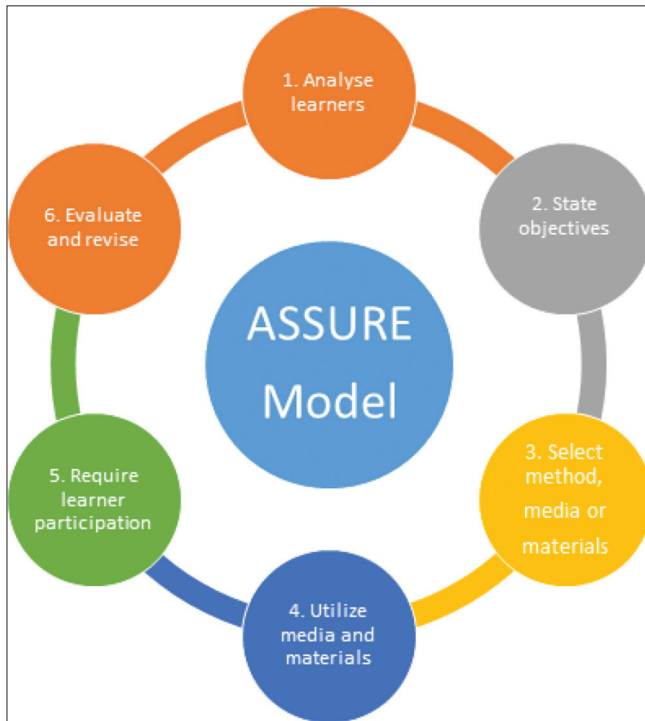 1. Analyse
learners
2. State
objectives
3. Select
method,
media or
materials
4. Utilize
media and
materials
5. Require
learner
participation
6. Evaluate
and revise
ASSURE
Model